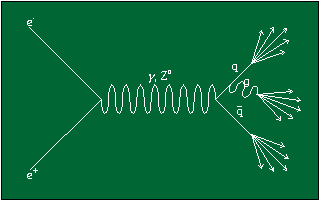 e⁻
γ, Z⁰
q
g
q̄
e⁺